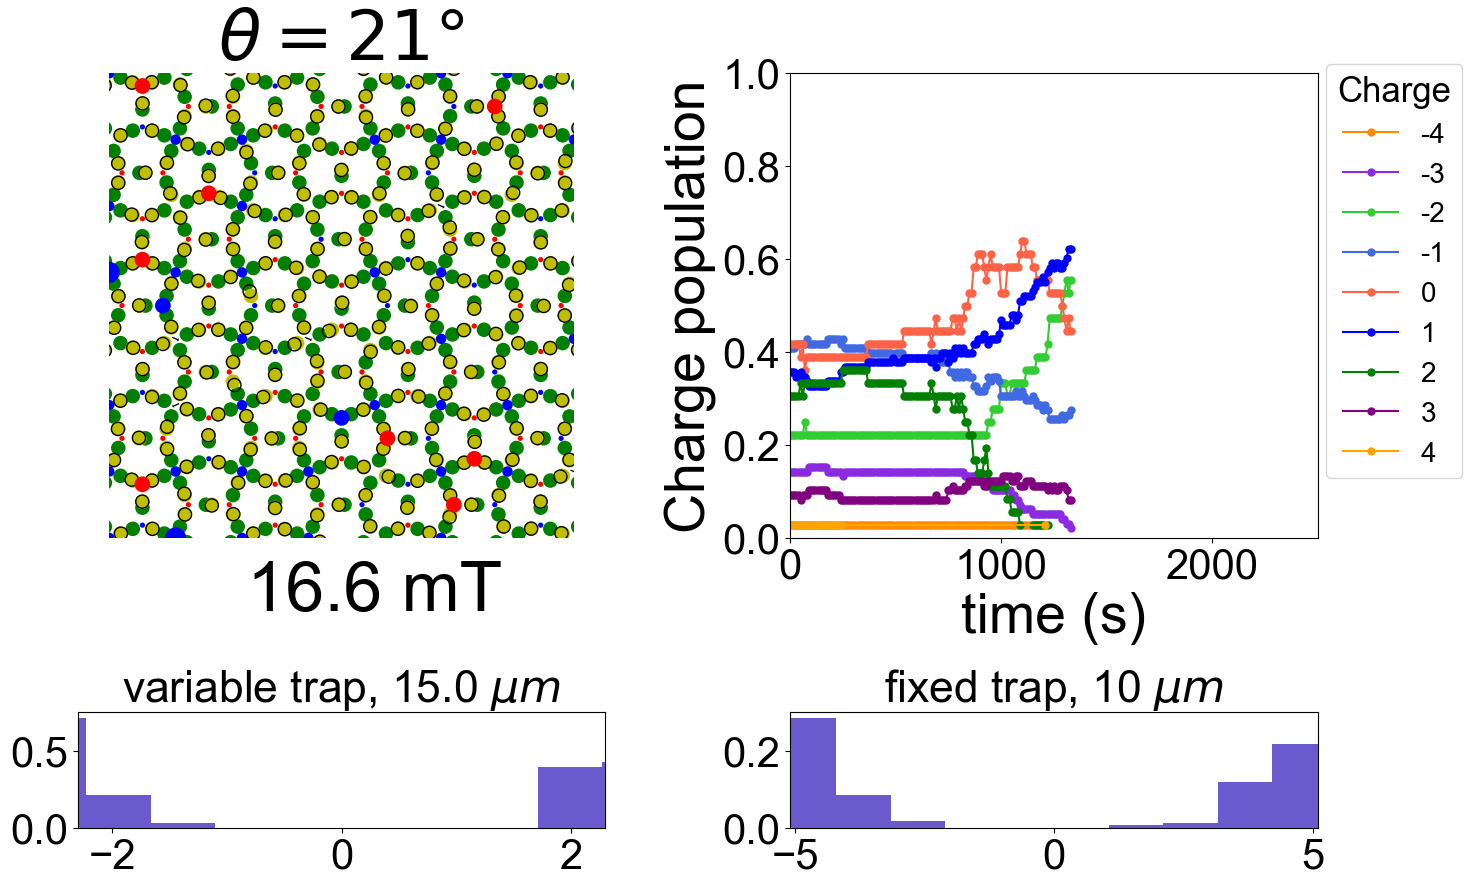 θ = 21°
16.6 mT
Charge population
1.0
0.8
0.6
0.4
0.2
0.0
0 1000 2000
time (s)
Charge
-4
-3
-2
-1
0
1
2
3
4
variable trap, 15.0 μm
0.5
0.0
−2 0 2
fixed trap, 10 μm
0.2
0.0
−5 0 5